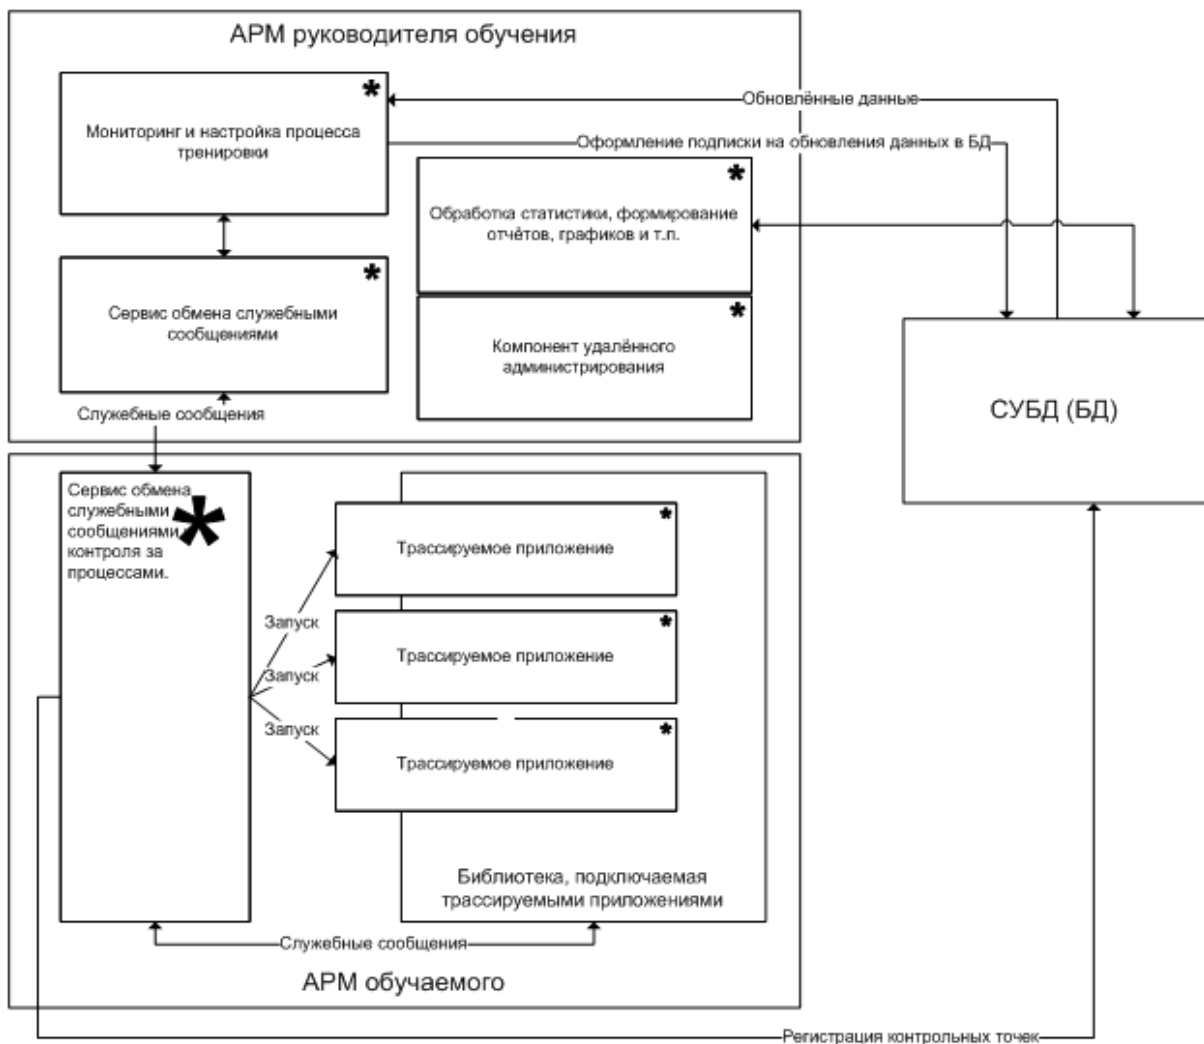 АРМ руководителя обучения
*
Мониторинг и настройка процесса
тренировки
Обновлённые данные
Оформление подписки на обновления данных в БД
*
Обработка статистики, формирование
отчётов, графиков и т.п.
*
Сервис обмена служебными
сообщениями
*
Компонент удалённого
администрирования
СУБД (БД)
Служебные сообщения
Сервис обмена
служебными
сообщениями
контроля за
процессами.
*
*
Трассируемое приложение
Запуск
*
Трассируемое приложение
Запуск
*
Трассируемое приложение
Запуск
Библиотека, подключаемая
трассируемыми приложениями
Служебные сообщения
АРМ обучаемого
Регистрация контрольных точек